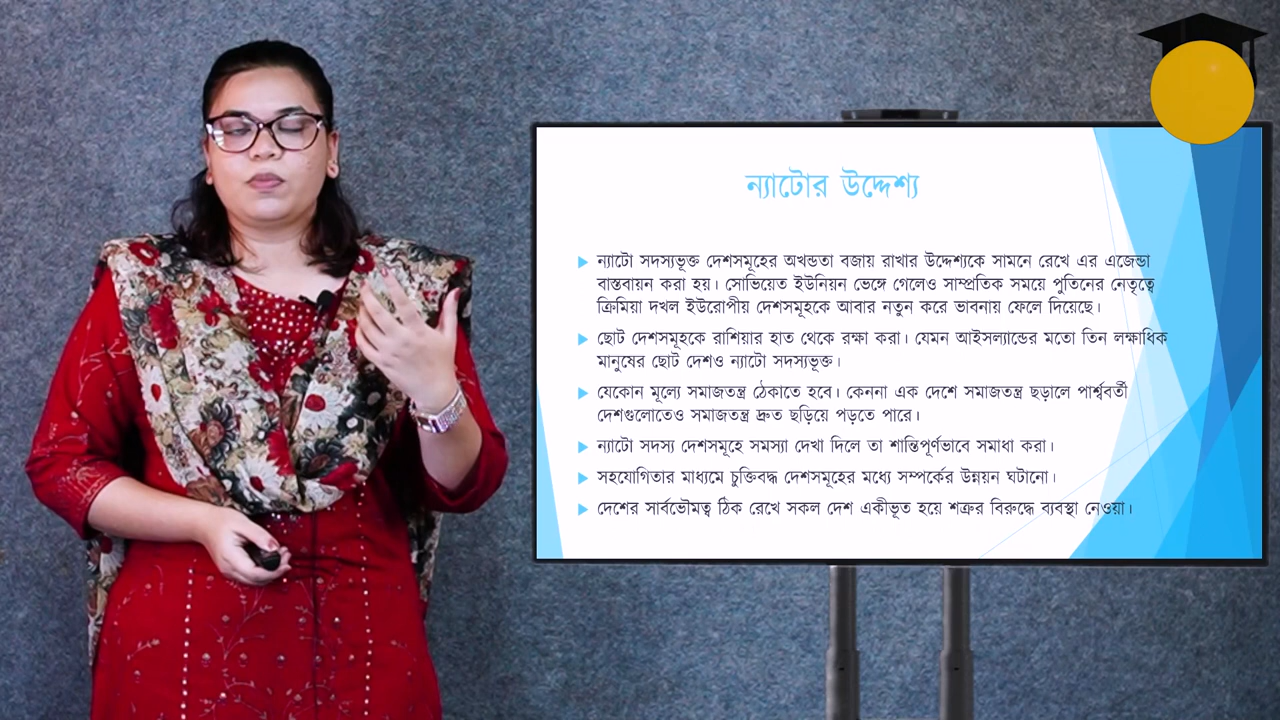 ন্যাটোর উদ্দেশ্য
ন্যাটো সদস্যভূক্ত দেশসমূহের অখন্ডতা বজায় রাখার উদ্দেশ্যকে সামনে রেখে এর এজেন্ডা
বাস্তবায়ন করা হয়। সোভিয়েত ইউনিয়ন ভেঙ্গে গেলেও সাম্প্রতিক সময়ে পুতিনের নেতৃত্বে
ক্রিমিয়া দখল ইউরোপীয় দেশসমূহকে আবার নতুন করে ভাবনায় ফেলে দিয়েছে।
ছোট দেশসমূহকে রাশিয়ার হাত থেকে রক্ষা করা। যেমন আইসল্যান্ডের মতো তিন লক্ষাধিক
মানুষের ছোট দেশও ন্যাটো সদস্যভূক্ত।
যেকোন মূল্যে সমাজতন্ত্র ঠেকাতে হবে। কেননা এক দেশে সমাজতন্ত্র ছড়ালে পার্শ্ববর্তী
দেশগুলোতেও সমাজতন্ত্র দ্রুত ছড়িয়ে পড়তে পারে।
ন্যাটো সদস্য দেশসমূহে সমস্যা দেখা দিলে তা শান্তিপূর্ণভাবে সমাধা করা।
সহযোগিতার মাধ্যমে চুক্তিবদ্ধ দেশসমূহের মধ্যে সম্পর্কের উন্নয়ন ঘটানো।
দেশের সার্বভৌমত্ব ঠিক রেখে সকল দেশ একীভূত হয়ে শত্রুর বিরুদ্ধে ব্যবস্থা নেওয়া।